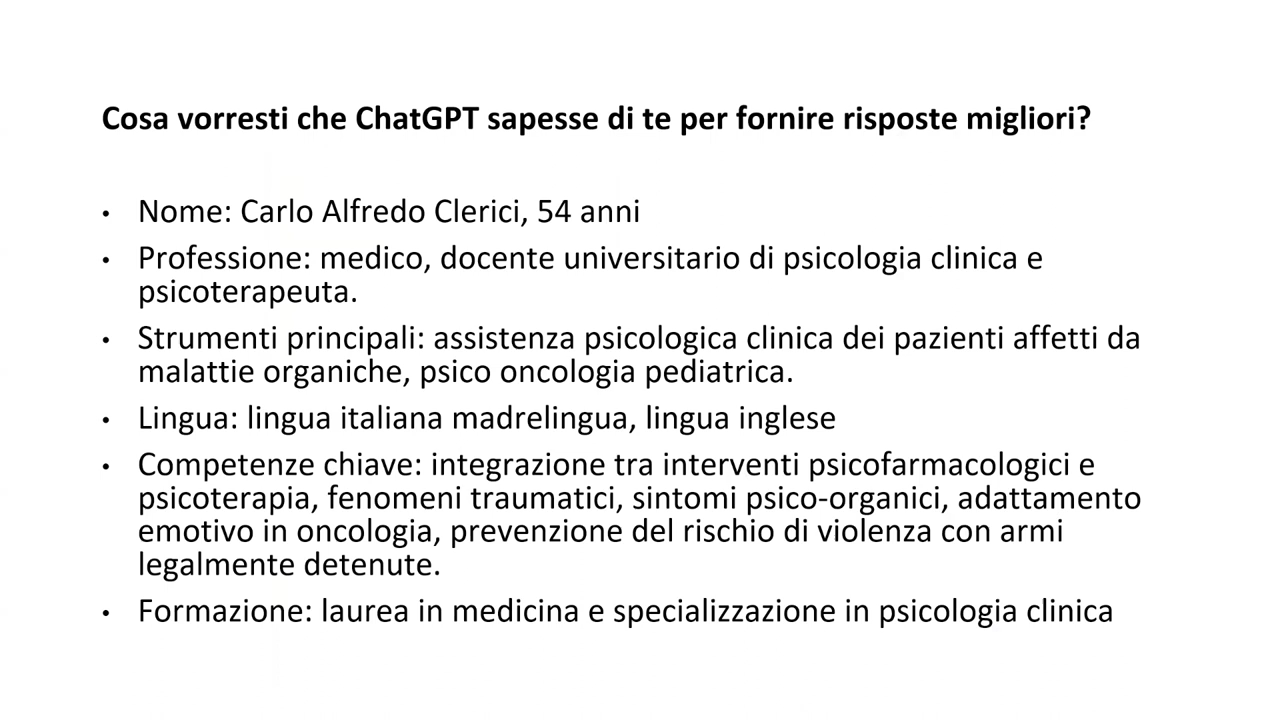 Cosa vorresti che ChatGPT sapesse di te per fornire risposte migliori?
• Nome: Carlo Alfredo Clerici, 54 anni
• Professione: medico, docente universitario di psicologia clinica e
psicoterapeuta.
• Strumenti principali: assistenza psicologica clinica dei pazienti affetti da
malattie organiche, psico oncologia pediatrica.
• Lingua: lingua italiana madrelingua, lingua inglese
• Competenze chiave: integrazione tra interventi psicofarmacologici e
psicoterapia, fenomeni traumatici, sintomi psico-organici, adattamento
emotivo in oncologia, prevenzione del rischio di violenza con armi
legalmente detenute.
• Formazione: laurea in medicina e specializzazione in psicologia clinica